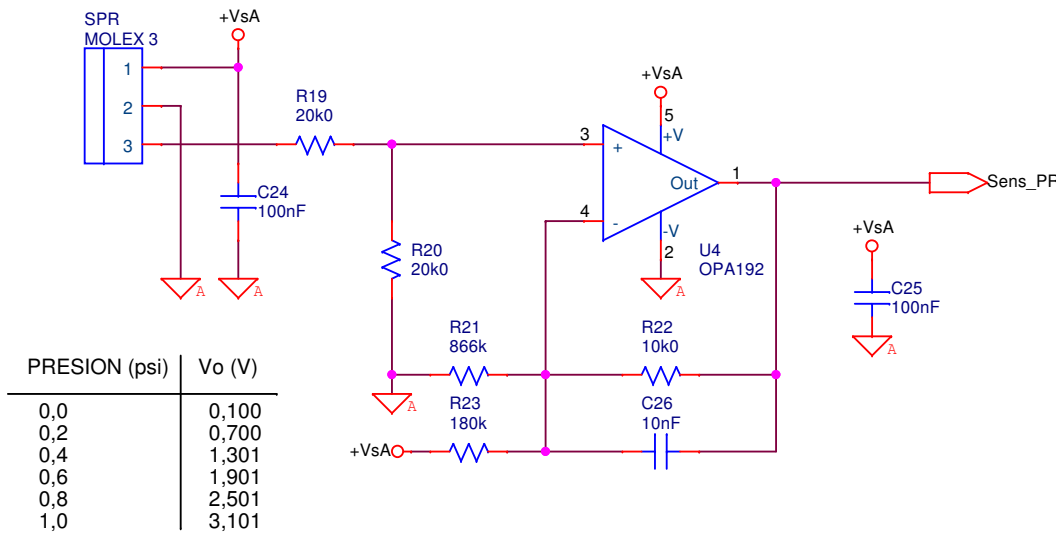 SPR
MOLEX 3
1
2
3
+VsA
R19
20k0
C24
100nF
R20
20k0
+VsA
5
+V
3
+
Out
1
4
-
-V
2
U4
OPA192
Sens_PR
+VsA
C25
100nF
A
A
A
A
A
R21
866k
R22
10k0
R23
180k
C26
10nF
+VsA
PRESION (psi) Vo (V)
0,0 0,100
0,2 0,700
0,4 1,301
0,6 1,901
0,8 2,501
1,0 3,101